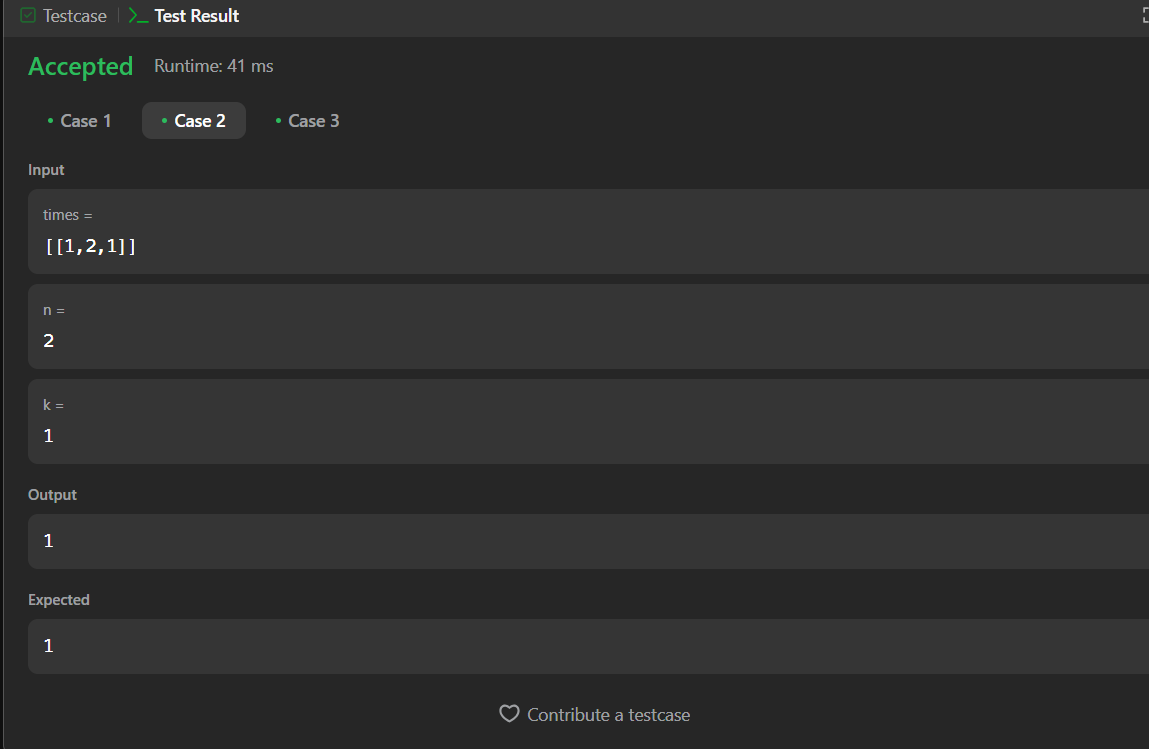 Testcase | >_ Test Result
Accepted Runtime: 41 ms
• Case 1 • Case 2 • Case 3
Input
times =
[[1,2,1]]
n =
2
k =
1
Output
1
Expected
1
Contribute a testcase